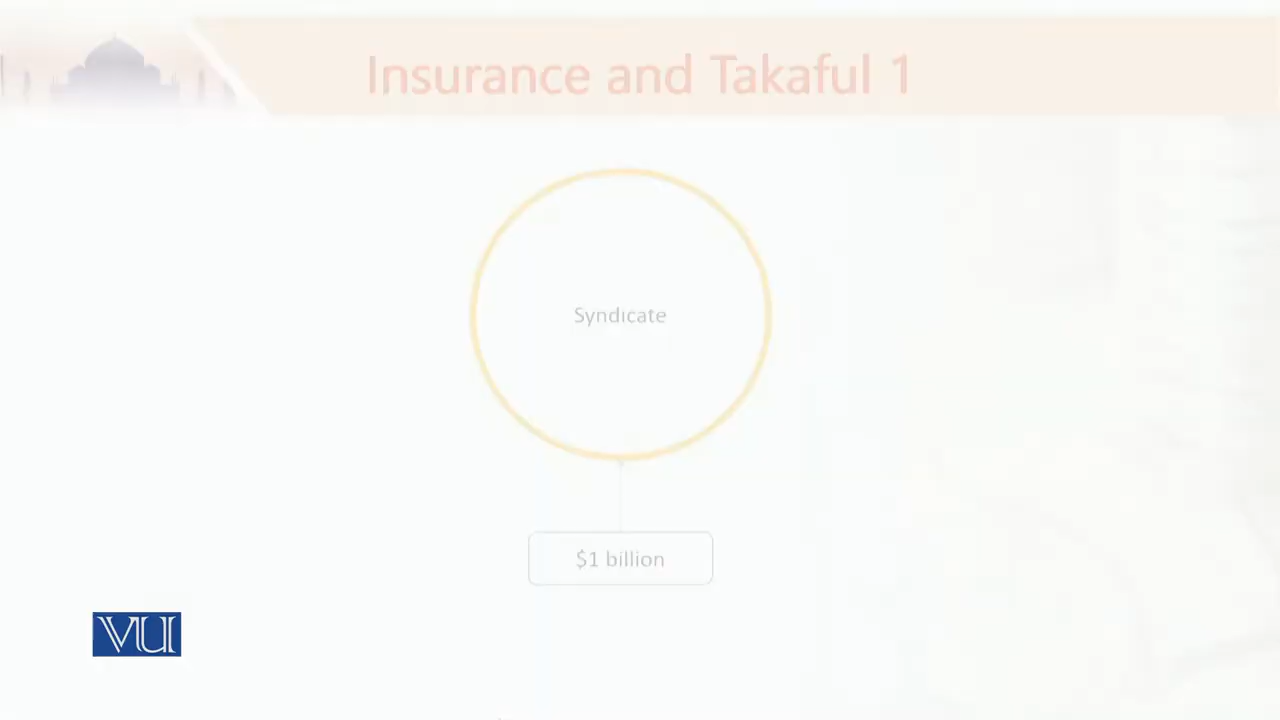 Insurance and Takaful 1
Syndicate
$1 billion
VU